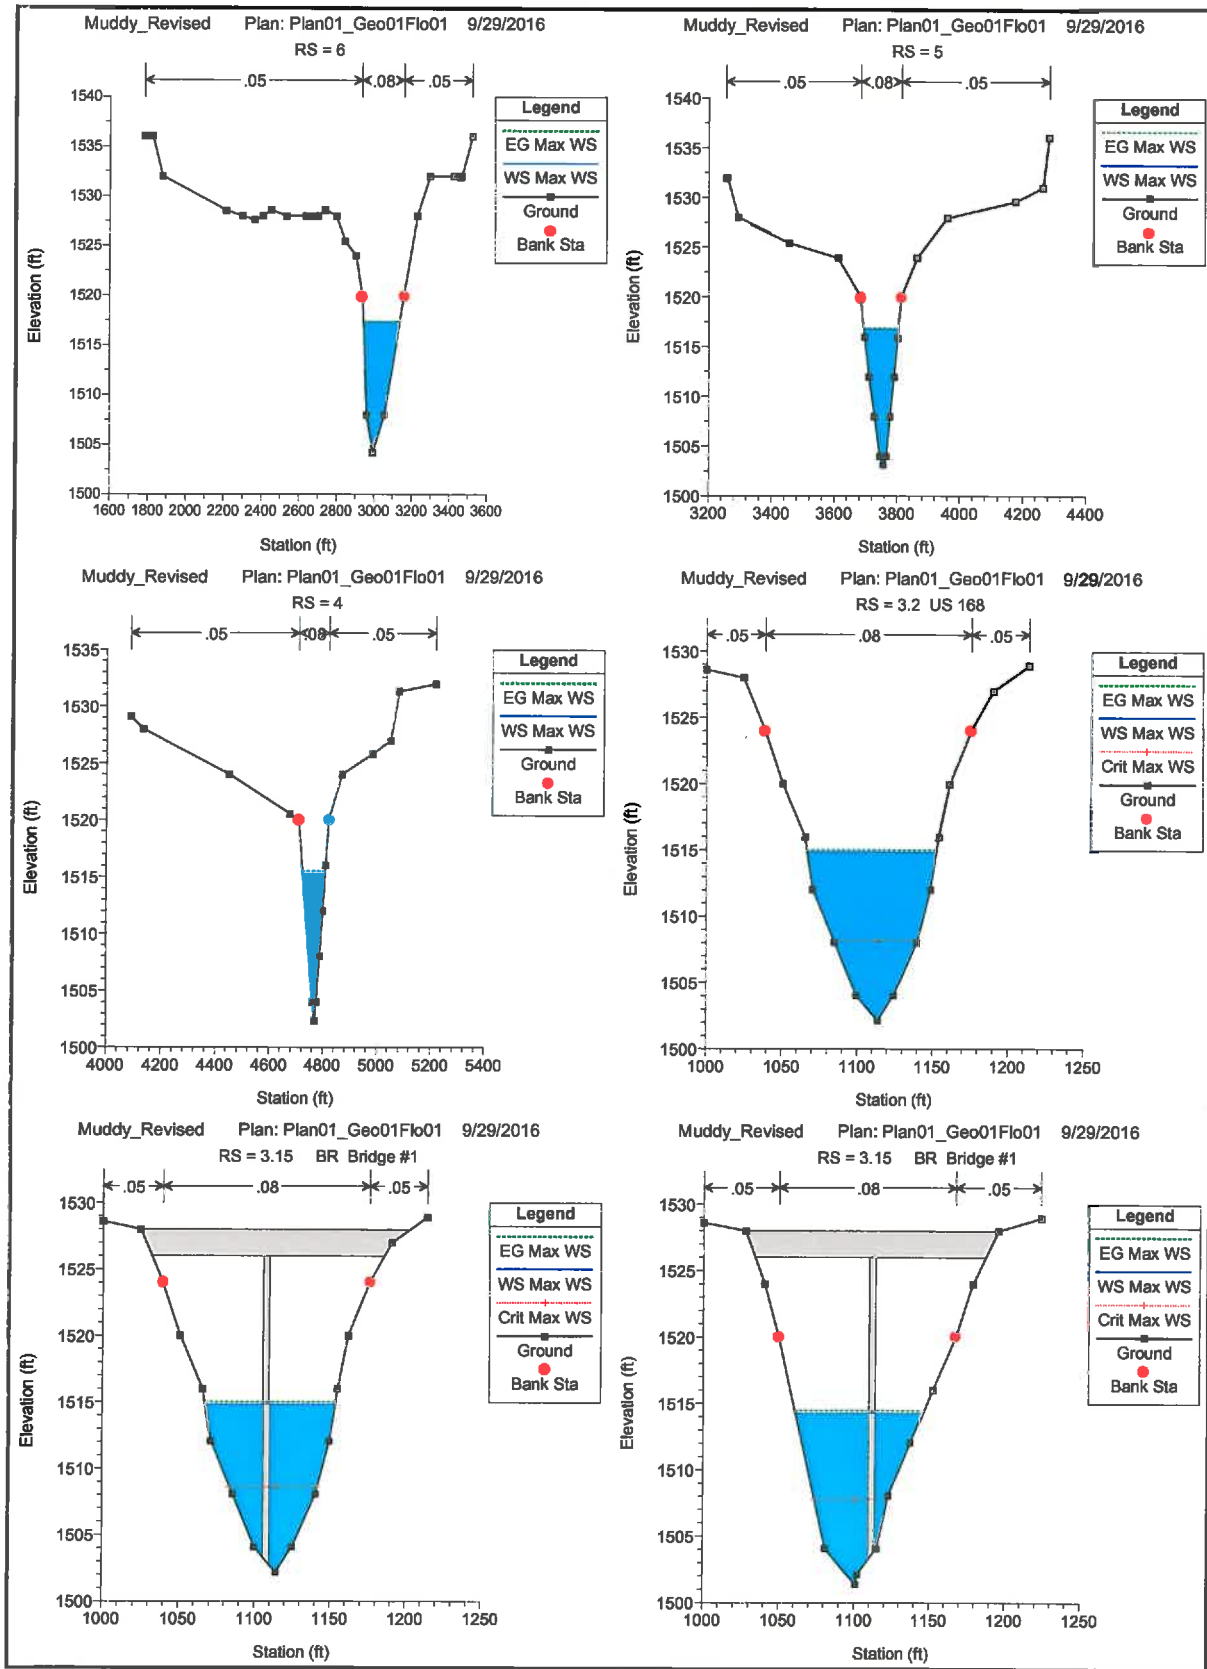 Muddy_Revised Plan: Plan01_Geo01Flo01 9/29/2016
RS = 6
.05 .08 .05
1540
1535
1530
1525
1520
1515
1510
1505
1500
Elevation (ft)
1600 1800 2000 2200 2400 2600 2800 3000 3200 3400 3600
Station (ft)
Legend
EG Max WS
WS Max WS
Ground
Bank Sta
Muddy_Revised Plan: Plan01_Geo01Flo01 9/29/2016
RS = 5
.05 .08 .05
1540
1535
1530
1525
1520
1515
1510
1505
1500
Elevation (ft)
3200 3400 3600 3800 4000 4200 4400
Station (ft)
Legend
EG Max WS
WS Max WS
Ground
Bank Sta
Muddy_Revised Plan: Plan01_Geo01Flo01 9/29/2016
RS = 4
.05 .08 .05
1535
1530
1525
1520
1515
1510
1505
1500
Elevation (ft)
4000 4200 4400 4600 4800 5000 5200 5400
Station (ft)
Legend
EG Max WS
WS Max WS
Ground
Bank Sta
Muddy_Revised Plan: Plan01_Geo01Flo01 9/29/2016
RS = 3.2 US 168
.05 .08 .05
1530
1525
1520
1515
1510
1505
1500
Elevation (ft)
1000 1050 1100 1150 1200 1250
Station (ft)
Legend
EG Max WS
WS Max WS
Crit Max WS
Ground
Bank Sta
Muddy_Revised Plan: Plan01_Geo01Flo01 9/29/2016
RS = 3.15 BR Bridge #1
.05 .08 .05
1530
1525
1520
1515
1510
1505
1500
Elevation (ft)
1000 1050 1100 1150 1200 1250
Station (ft)
Legend
EG Max WS
WS Max WS
Crit Max WS
Ground
Bank Sta
Muddy_Revised Plan: Plan01_Geo01Flo01 9/29/2016
RS = 3.15 BR Bridge #1
.05 .08 .05
1530
1525
1520
1515
1510
1505
1500
Elevation (ft)
1000 1050 1100 1150 1200 1250
Station (ft)
Legend
EG Max WS
WS Max WS
Crit Max WS
Ground
Bank Sta